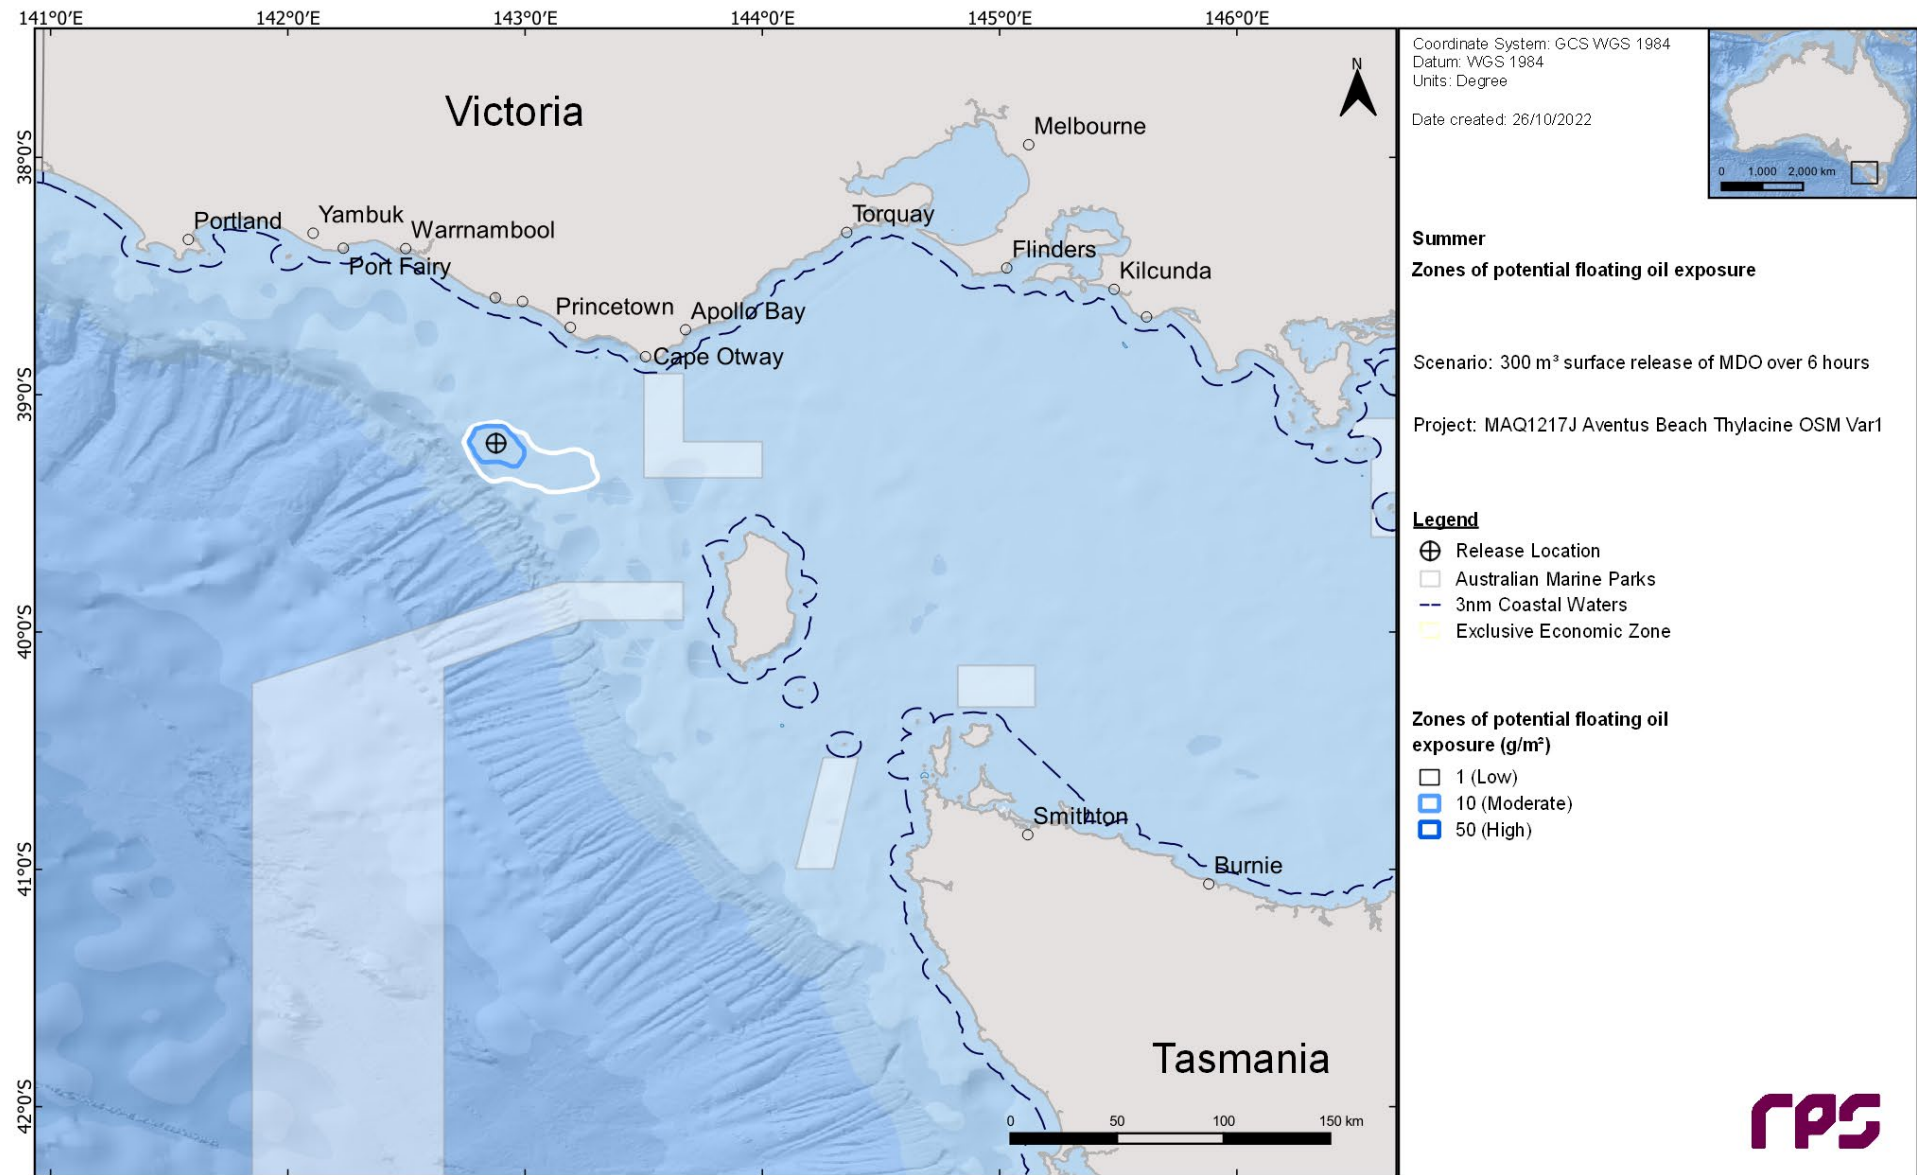 141°0'E 142°0'E 143°0'E 144°0'E 145°0'E 146°0'E
38°0'S
39°0'S
40°0'S
41°0'S
42°0'S
Victoria
N
Melbourne
Portland
Yambuk
Warrnambool
Port Fairy
Torquay
Flinders
Kilcunda
Princetown
Apollo Bay
Cape Otway
Smithton
Burnie
Tasmania
0 50 100 150 km
Coordinate System: GCS WGS 1984
Datum: WGS 1984
Units: Degree
Date created: 26/10/2022
0 1,000 2,000 km
Summer
Zones of potential floating oil exposure
Scenario: 300 m³ surface release of MDO over 6 hours
Project: MAQ1217J Aventus Beach Thylacine OSM Var1
Legend
Release Location
Australian Marine Parks
3nm Coastal Waters
Exclusive Economic Zone
Zones of potential floating oil
exposure (g/m²)
1 (Low)
10 (Moderate)
50 (High)
rps